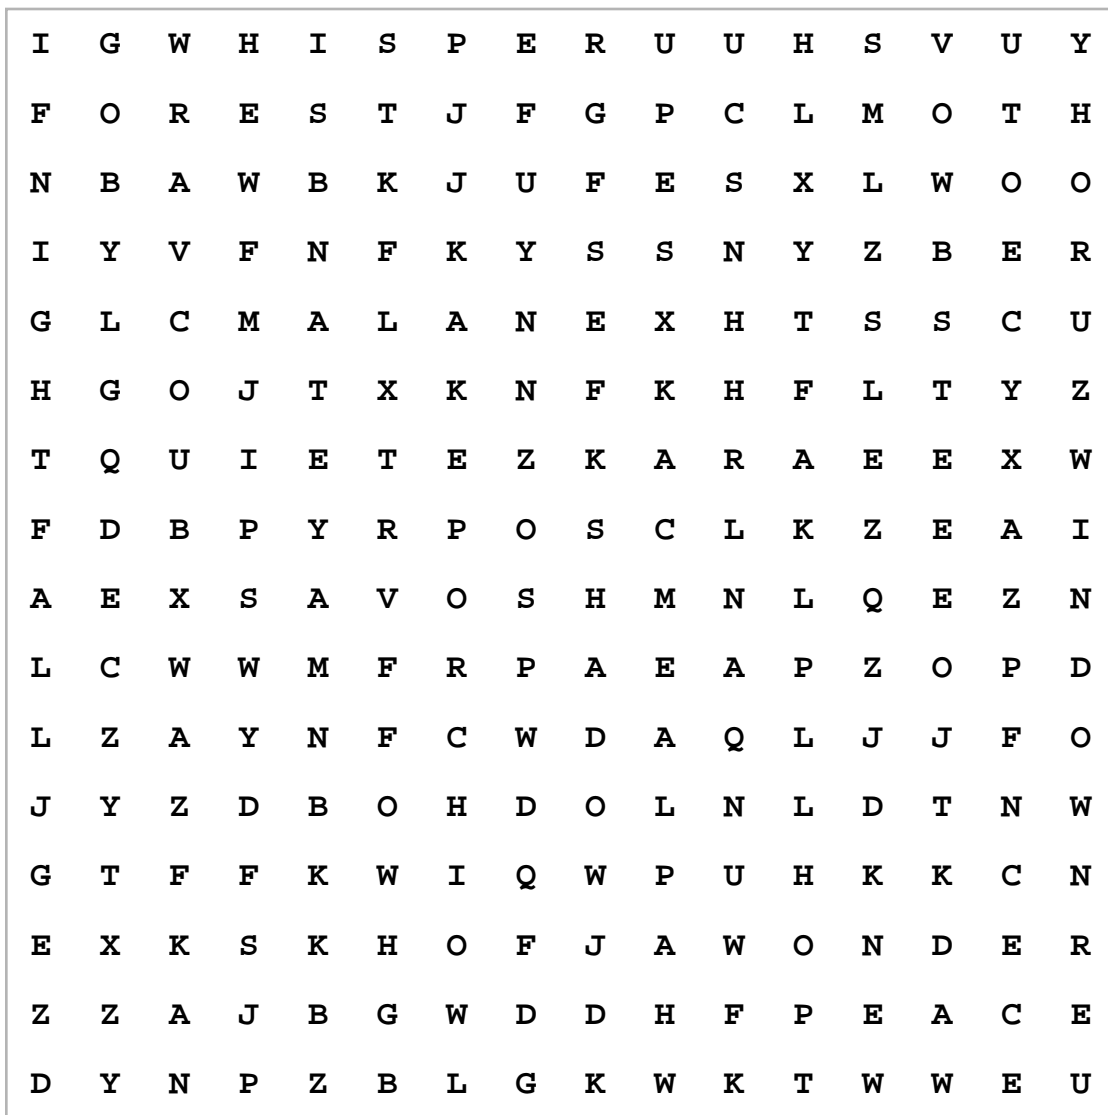 I G W H I S P E R U U H S V U Y
F O R E S T J F G P C L M O T H
N B A W B K J U F E S X L W O O
I Y V F N F K Y S S N Y Z B E R
G L C M A L A N E X H T S S C U
H G O J T X K N F K H F L T Y Z
T Q U I E T E Z K A R A E E X W
F D B P Y R P O S C L K Z E A I
A E X S A V O S H M N L Q E Z N
L C W W M F R P A E A P Z O P D
L Z A Y N F C W D A Q L J J F O
J Y Z D B O H D O L N L D T N W
G T F F K W I Q W P U H K K C N
E X K S K H O F J A W O N D E R
Z Z A J B G W D D H F P E A C E
D Y N P Z B L G K W K T W W E U